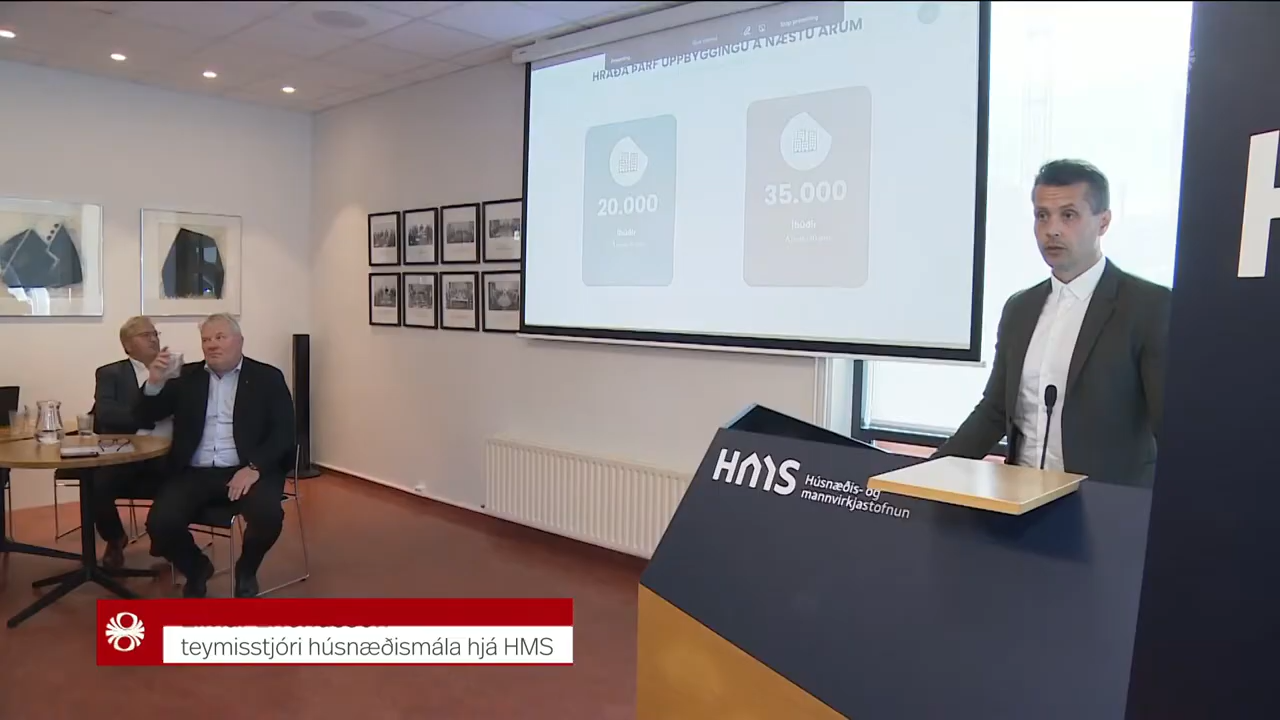 HRAÐA ÞARF UPPBYGGINGU Á NÆSTU ÁRUM
20.000
Íbúðir
35.000
Íbúðir
HMS Húsnæðis- og
mannvirkjastofnun
H
teymisstjóri húsnæðismála hjá HMS